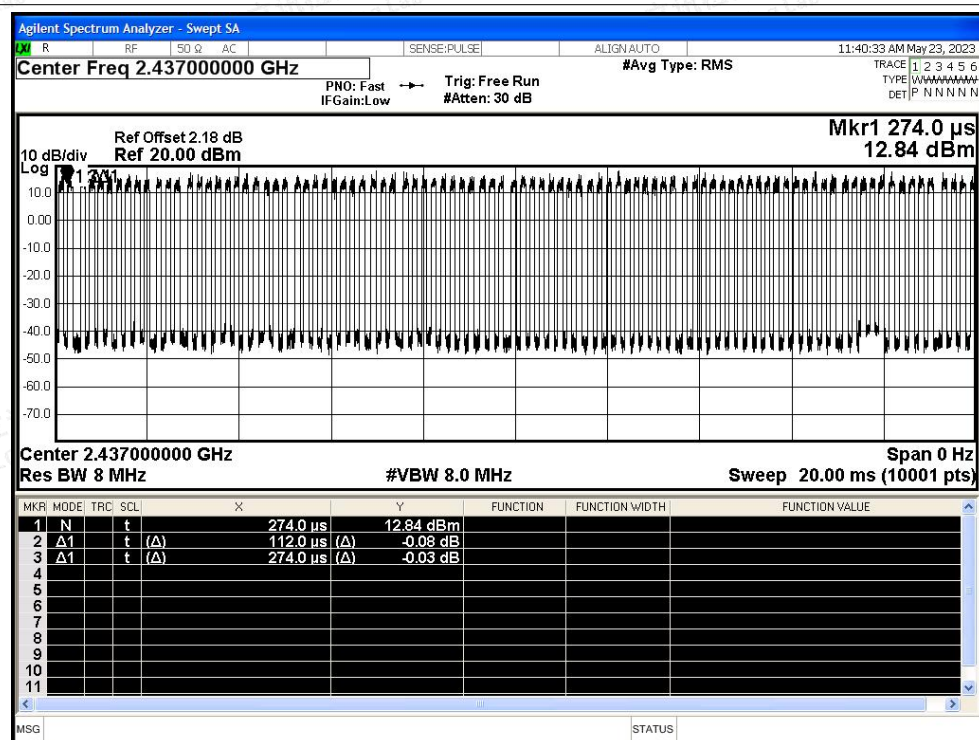 Agilent Spectrum Analyzer - Swept SA
LXI R RF 50 Ω AC SENSE:PULSE ALIGN AUTO 11:40:33 AM May 23, 2023
Center Freq 2.437000000 GHz #Avg Type: RMS TRACE 1 2 3 4 5 6
PNO: Fast Trig: Free Run TYPE WWWWWW
IFGain:Low #Atten: 30 dB DET P N N N N N
Mkr1 274.0 µs
Ref Offset 2.18 dB
10 dB/div Ref 20.00 dBm 12.84 dBm
Log
10.0
0.00
-10.0
-20.0
-30.0
-40.0
-50.0
-60.0
-70.0
Center 2.437000000 GHz Span 0 Hz
Res BW 8 MHz #VBW 8.0 MHz Sweep 20.00 ms (10001 pts)
MKR MODE TRC SCL X Y FUNCTION FUNCTION WIDTH FUNCTION VALUE
1 N t 274.0 µs 12.84 dBm
2 Δ1 t (Δ) 112.0 µs (Δ) -0.08 dB
3 Δ1 t (Δ) 274.0 µs (Δ) -0.03 dB
4
5
6
7
8
9
10
11
MSG STATUS